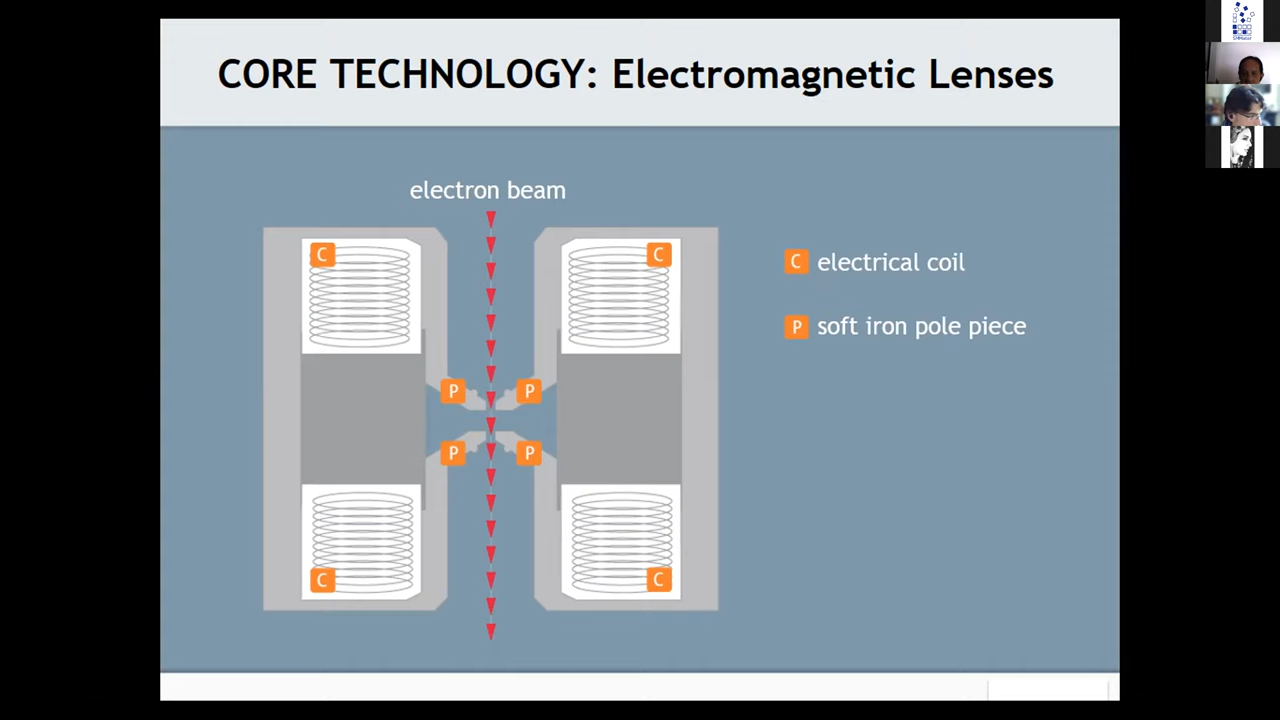 CORE TECHNOLOGY: Electromagnetic Lenses
electron beam
C
C
C electrical coil
P soft iron pole piece
P
P
P
P
C
C